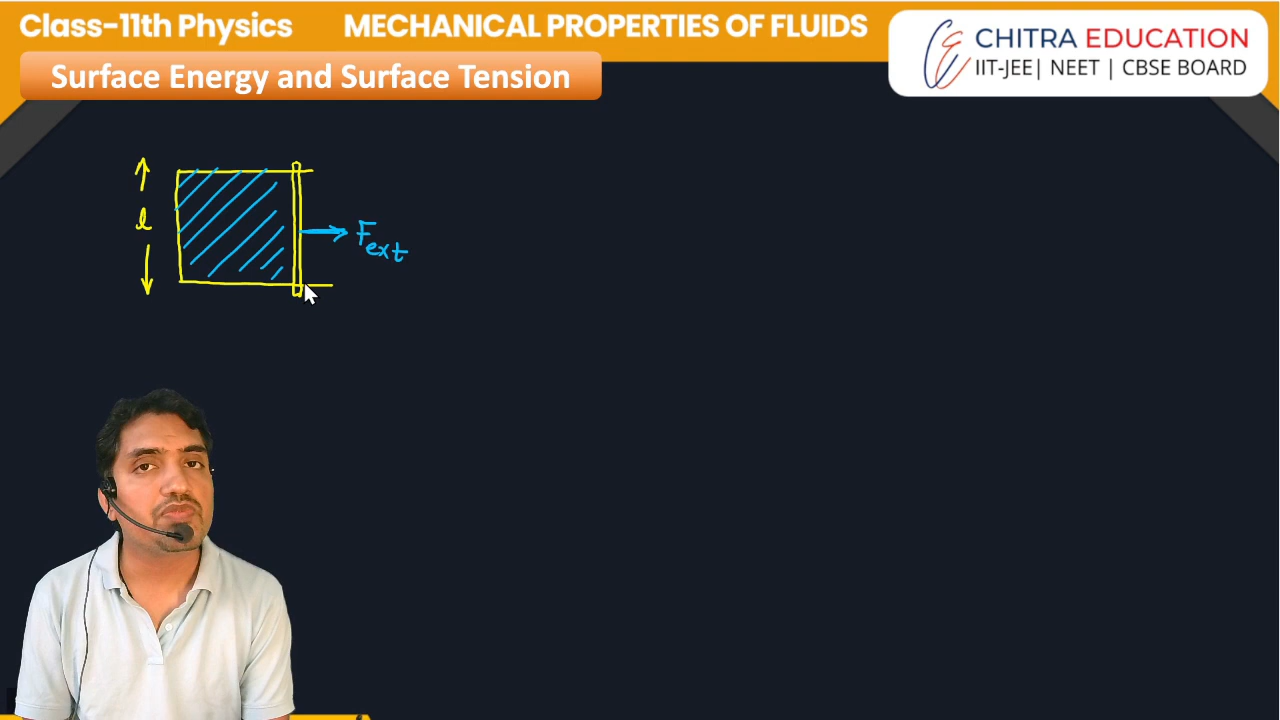 Class-11th Physics
MECHANICAL PROPERTIES OF FLUIDS
CHITRA EDUCATION
IIT-JEE| NEET | CBSE BOARD
Surface Energy and Surface Tension
l
Fext